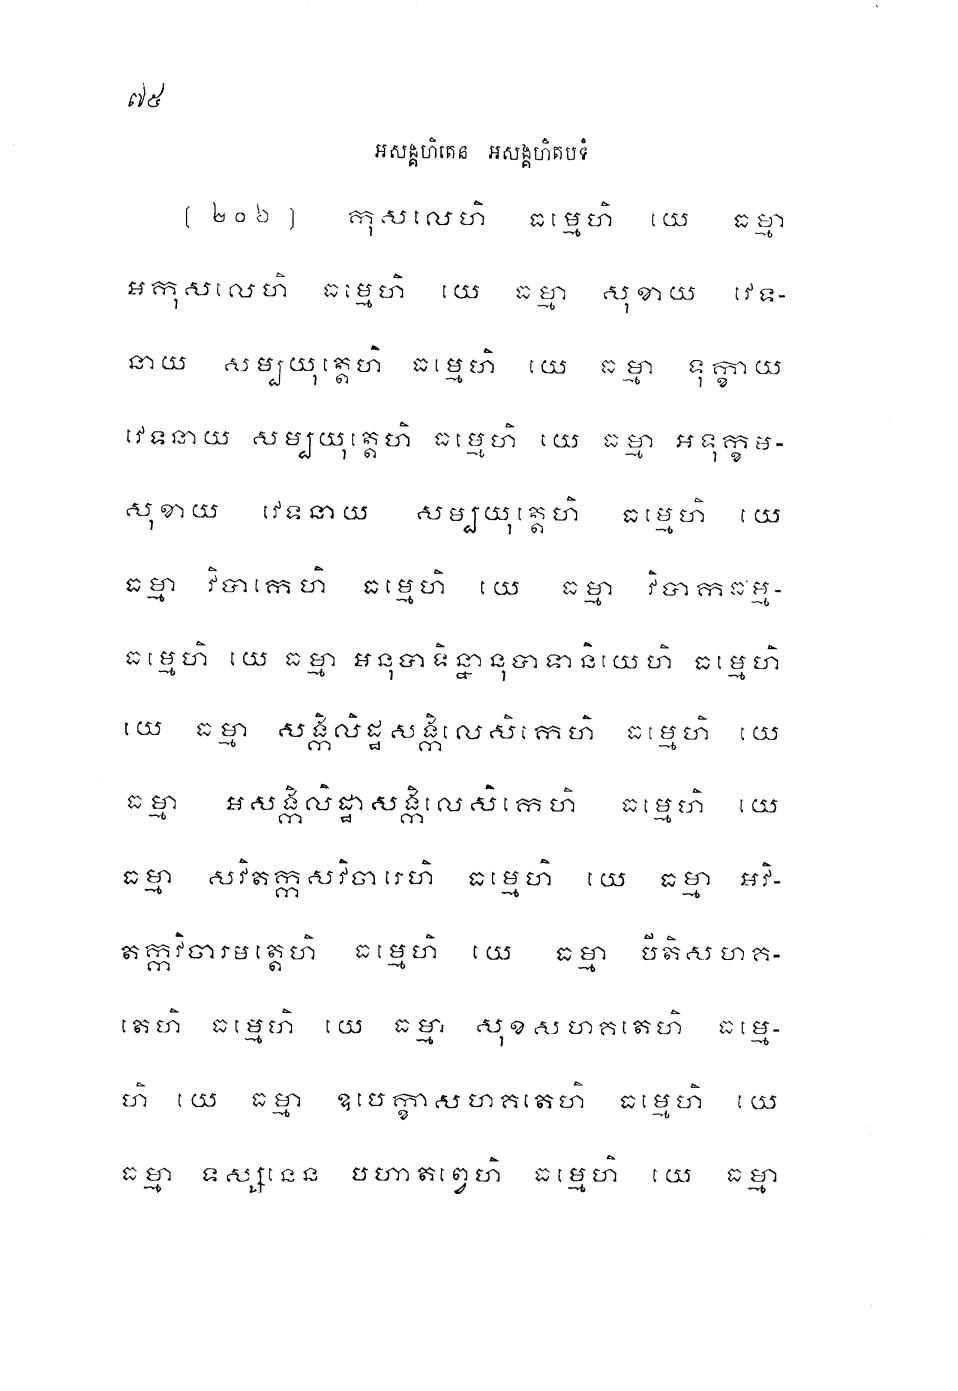 ៧៥
អសង្គហិតេន អសង្គហិតបទំ
( ២០៦ ) កុសលេហិ ធម្មេហិ យេ ធម្មា
អកុសលេហិ ធម្មេហិ យេ ធម្មា សុខាយ វេទ-
នាយ សម្បយុត្តេហិ ធម្មេហិ យេ ធម្មា ទុក្ខាយ
វេទនាយ សម្បយុត្តេហិ ធម្មេហិ យេ ធម្មា អទុក្ខម-
សុខាយ វេទនាយ សម្បយុត្តេហិ ធម្មេហិ យេ
ធម្មា វិបាកេហិ ធម្មេហិ យេ ធម្មា វិបាកធម្ម-
ធម្មេហិ យេ ធម្មា អនុបាទិន្នានុបាទានិយេហិ ធម្មេហិ
យេ ធម្មា សង្កិលិដ្ឋសង្កិលេសិកេហិ ធម្មេហិ យេ
ធម្មា អសង្កិលិដ្ឋាសង្កិលេសិកេហិ ធម្មេហិ យេ
ធម្មា សវិតក្កសវិចារេហិ ធម្មេហិ យេ ធម្មា អវិ-
តក្កវិចារមត្តេហិ ធម្មេហិ យេ ធម្មា បីតិសហគ-
តេហិ ធម្មេហិ យេ ធម្មា សុខសហគតេហិ ធម្មេ-
ហិ យេ ធម្មា ឧបេក្ខាសហគតេហិ ធម្មេហិ យេ
ធម្មា ទស្សនេន បហាតព្វេហិ ធម្មេហិ យេ ធម្មា